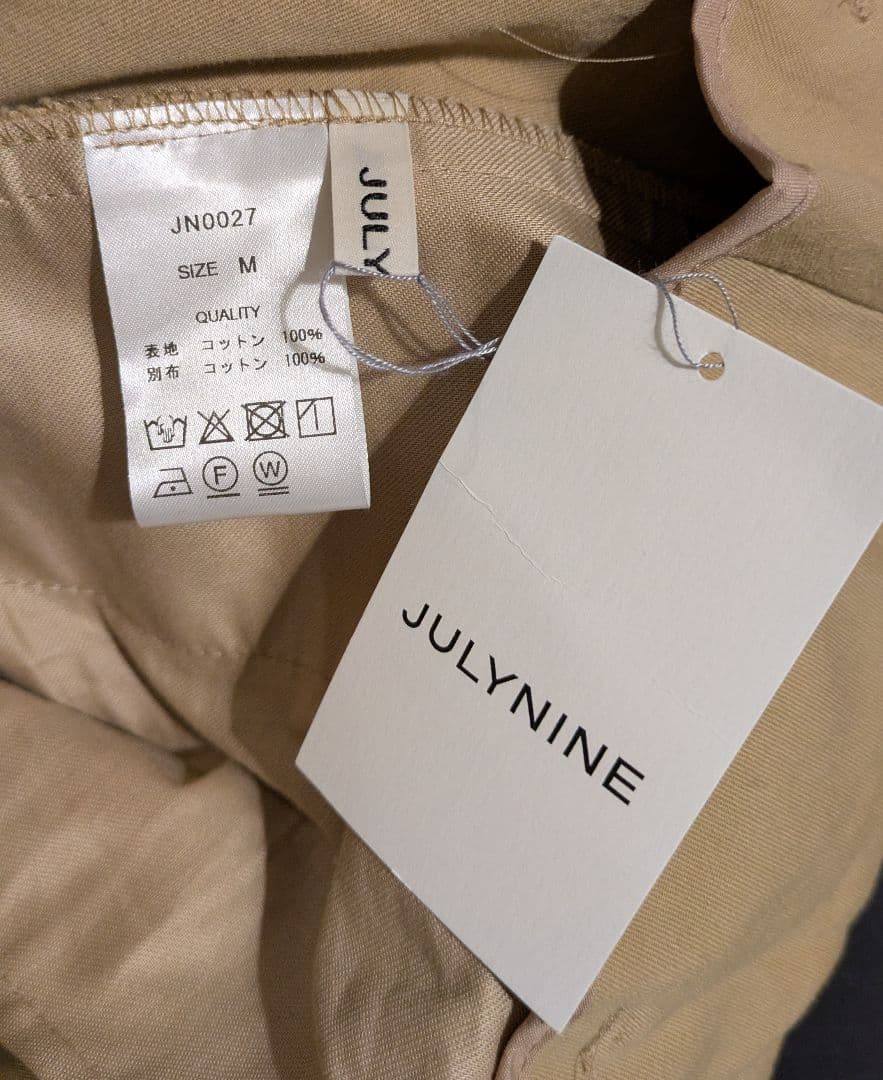 JN0027
SIZE M
QUALITY
表地 コットン 100%
別布 コットン 100%
F W
JULY
JULYNINE